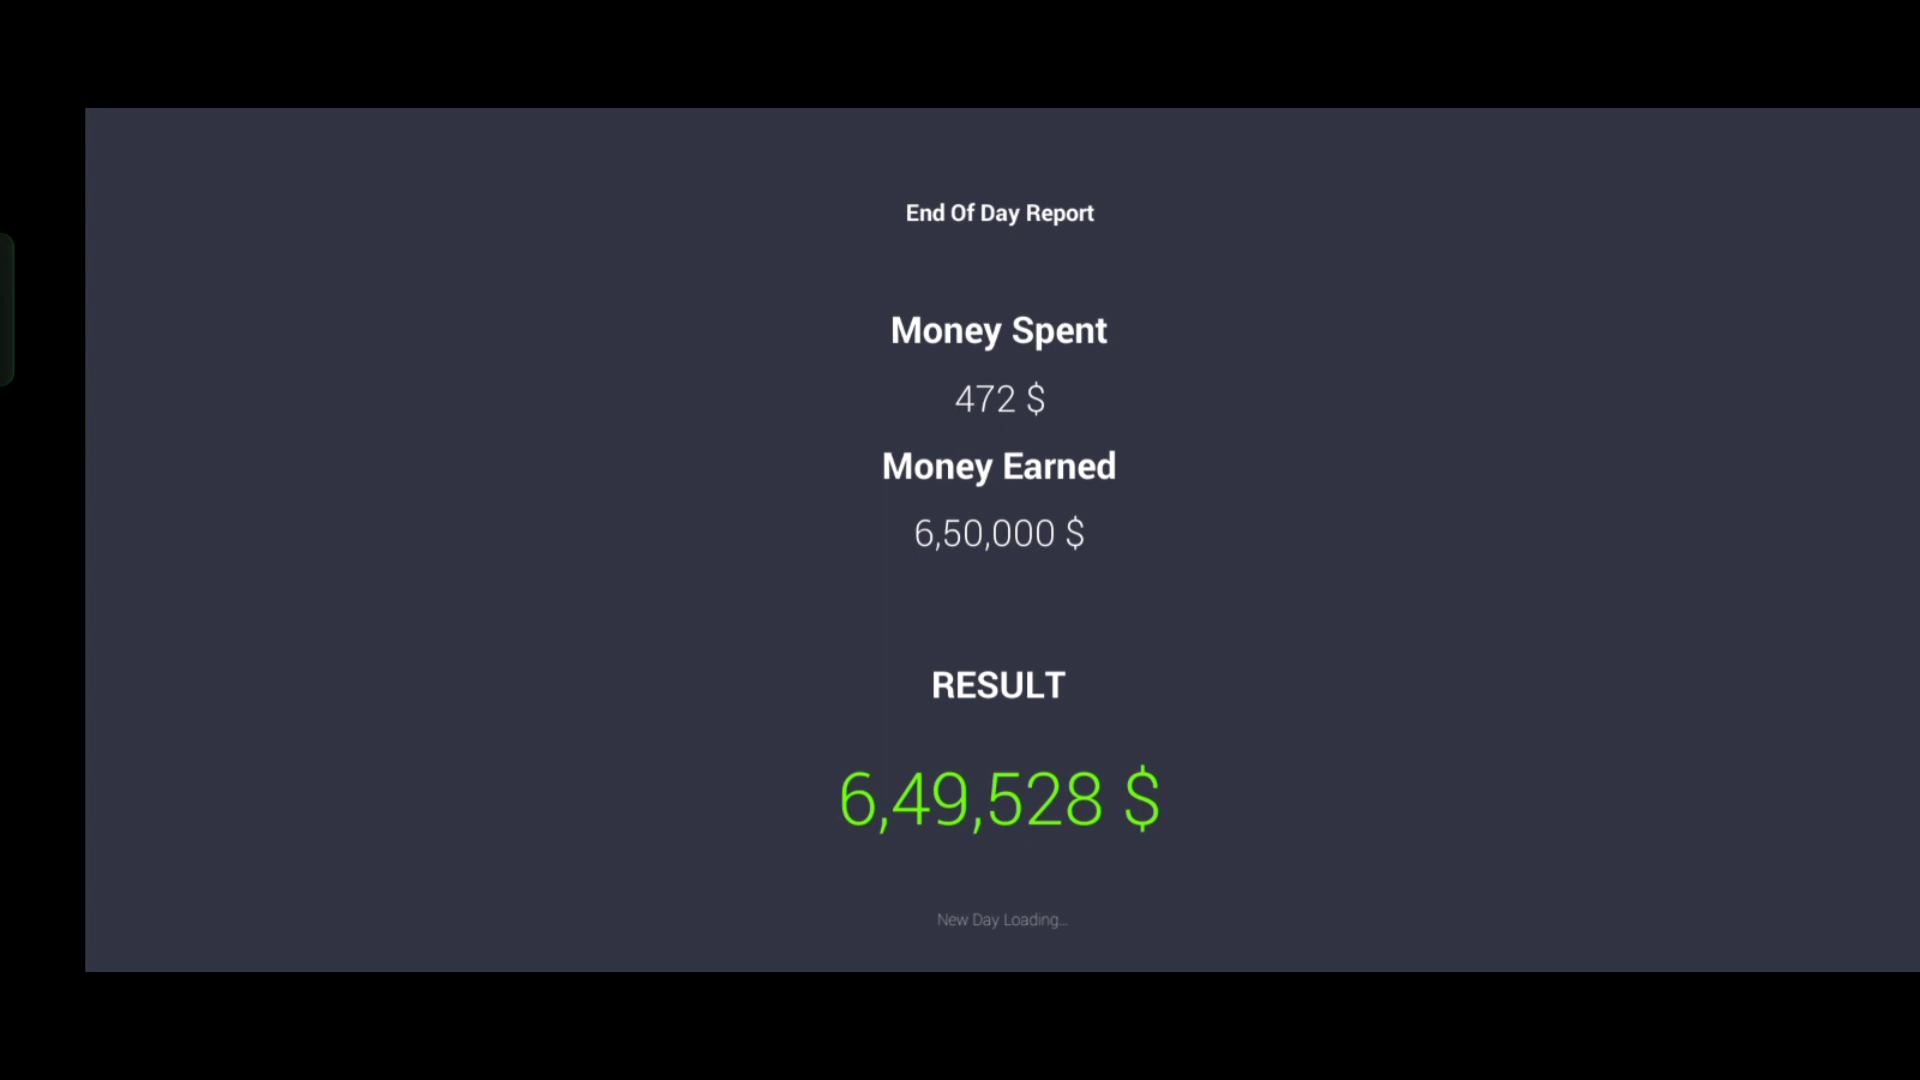 End Of Day Report
Money Spent
472 $
Money Earned
6,50,000 $
RESULT
6,49,528 $
New Day Loading...